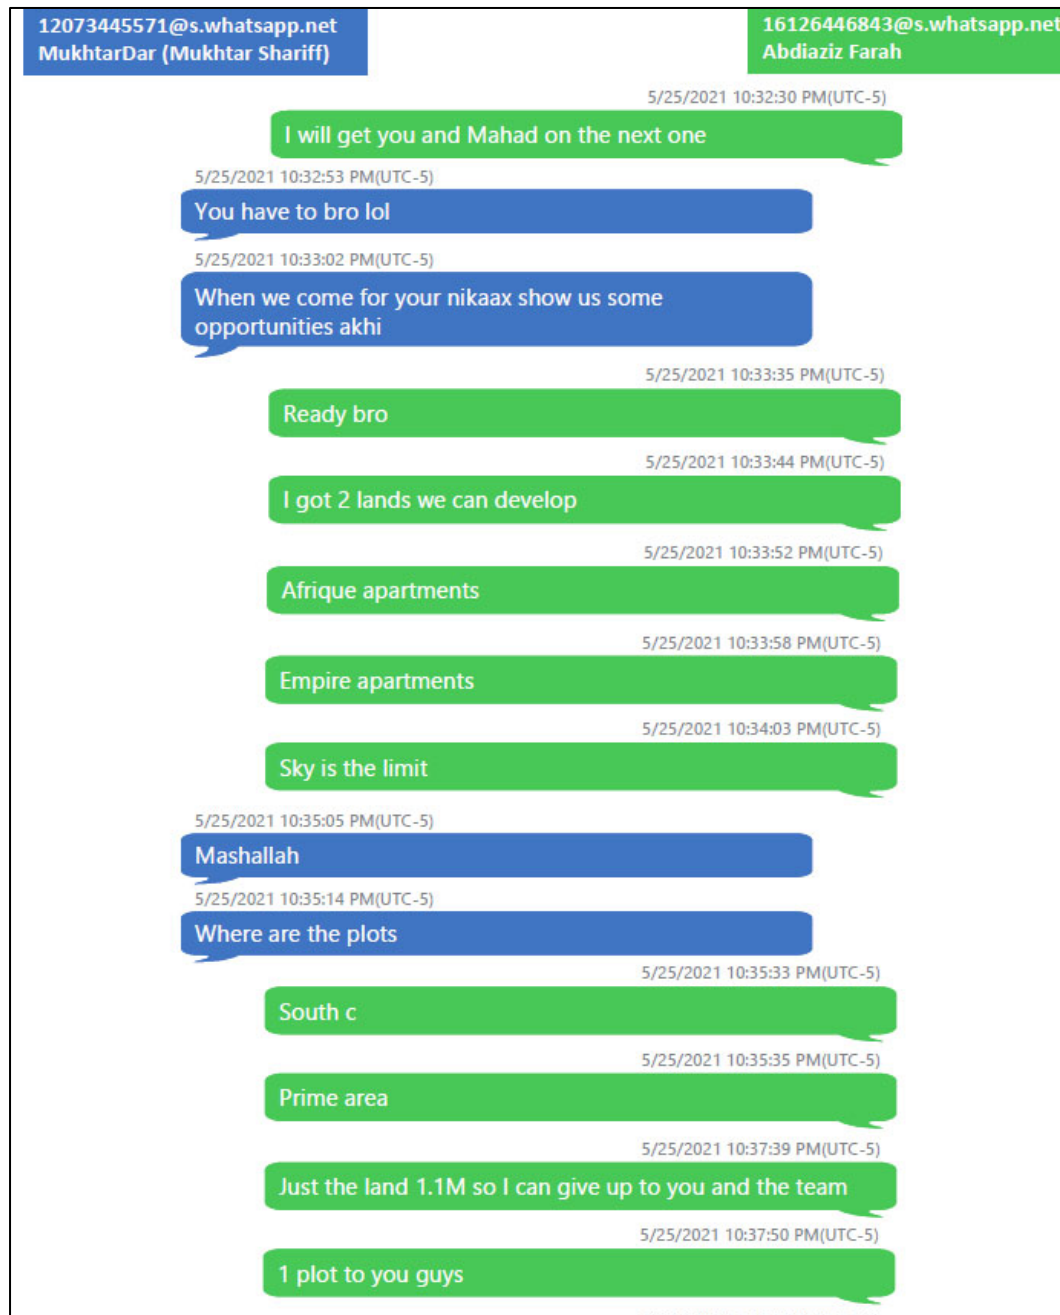 12073445571@s.whatsapp.net
MukhtarDar (Mukhtar Shariff)
16126446843@s.whatsapp.net
Abdiaziz Farah
5/25/2021 10:32:30 PM(UTC-5)
I will get you and Mahad on the next one
5/25/2021 10:32:53 PM(UTC-5)
You have to bro lol
5/25/2021 10:33:02 PM(UTC-5)
When we come for your nikaax show us some
opportunities akhi
5/25/2021 10:33:35 PM(UTC-5)
Ready bro
5/25/2021 10:33:44 PM(UTC-5)
I got 2 lands we can develop
5/25/2021 10:33:52 PM(UTC-5)
Afrique apartments
5/25/2021 10:33:58 PM(UTC-5)
Empire apartments
5/25/2021 10:34:03 PM(UTC-5)
Sky is the limit
5/25/2021 10:35:05 PM(UTC-5)
Mashallah
5/25/2021 10:35:14 PM(UTC-5)
Where are the plots
5/25/2021 10:35:33 PM(UTC-5)
South c
5/25/2021 10:35:35 PM(UTC-5)
Prime area
5/25/2021 10:37:39 PM(UTC-5)
Just the land 1.1M so I can give up to you and the team
5/25/2021 10:37:50 PM(UTC-5)
1 plot to you guys